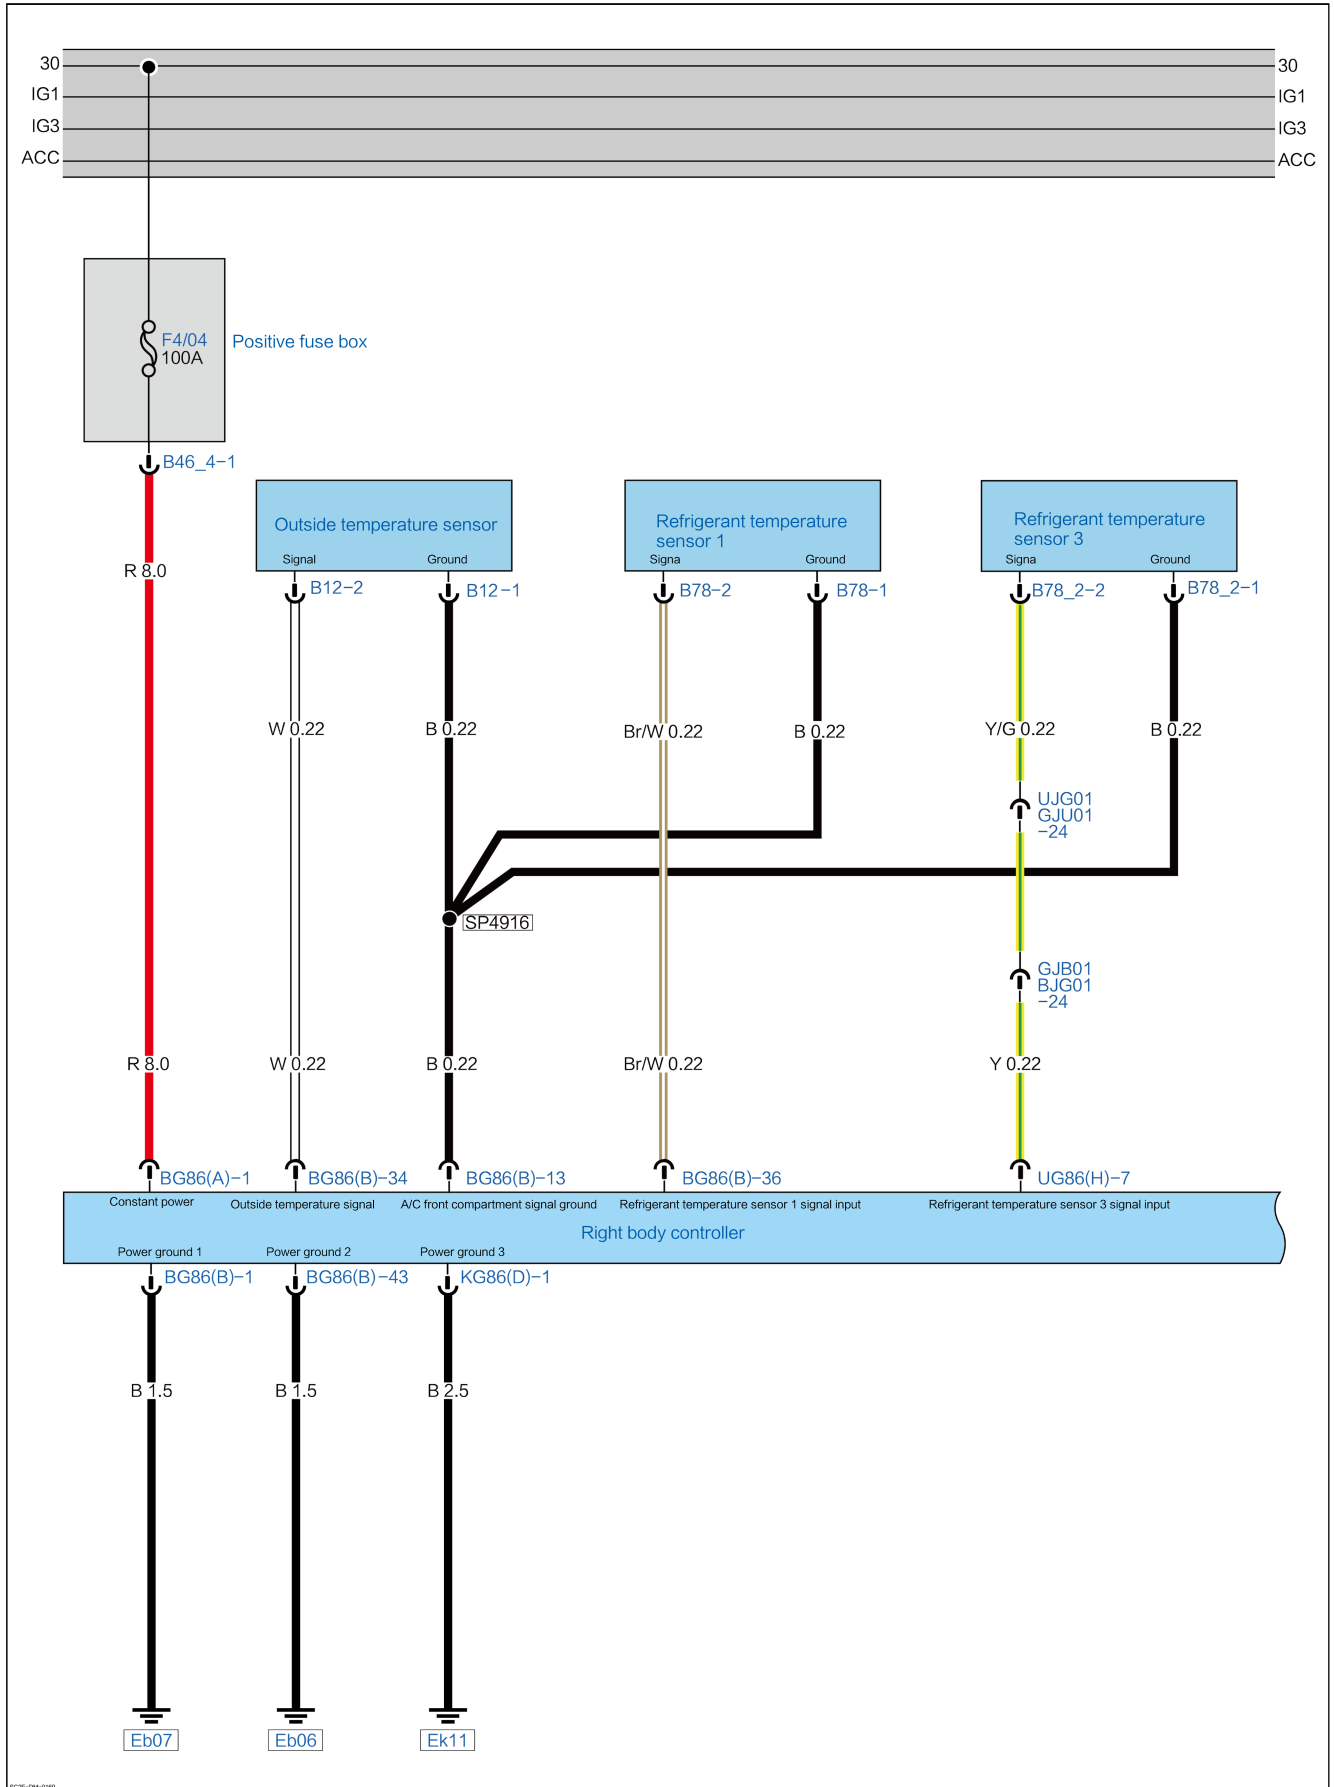 30
30
IG1
IG1
IG3
IG3
ACC
ACC
F4/04
100A
Positive fuse box
B46_4-1
Outside temperature sensor
Signal
Ground
Refrigerant temperature
sensor 1
Signa
Ground
Refrigerant temperature
sensor 3
Signa
Ground
R 8.0
B12-2
B12-1
B78-2
B78-1
B78_2-2
B78_2-1
W 0.22
B 0.22
Br/W 0.22
B 0.22
Y/G 0.22
B 0.22
UJG01
GJU01
-24
SP4916
GJB01
BJG01
-24
R 8.0
W 0.22
B 0.22
Br/W 0.22
Y 0.22
BG86(A)-1
BG86(B)-34
BG86(B)-13
BG86(B)-36
UG86(H)-7
Constant power
Outside temperature signal
A/C front compartment signal ground
Refrigerant temperature sensor 1 signal input
Refrigerant temperature sensor 3 signal input
Right body controller
Power ground 1
Power ground 2
Power ground 3
BG86(B)-1
BG86(B)-43
KG86(D)-1
B 1.5
B 1.5
B 2.5
Eb07
Eb06
Ek11